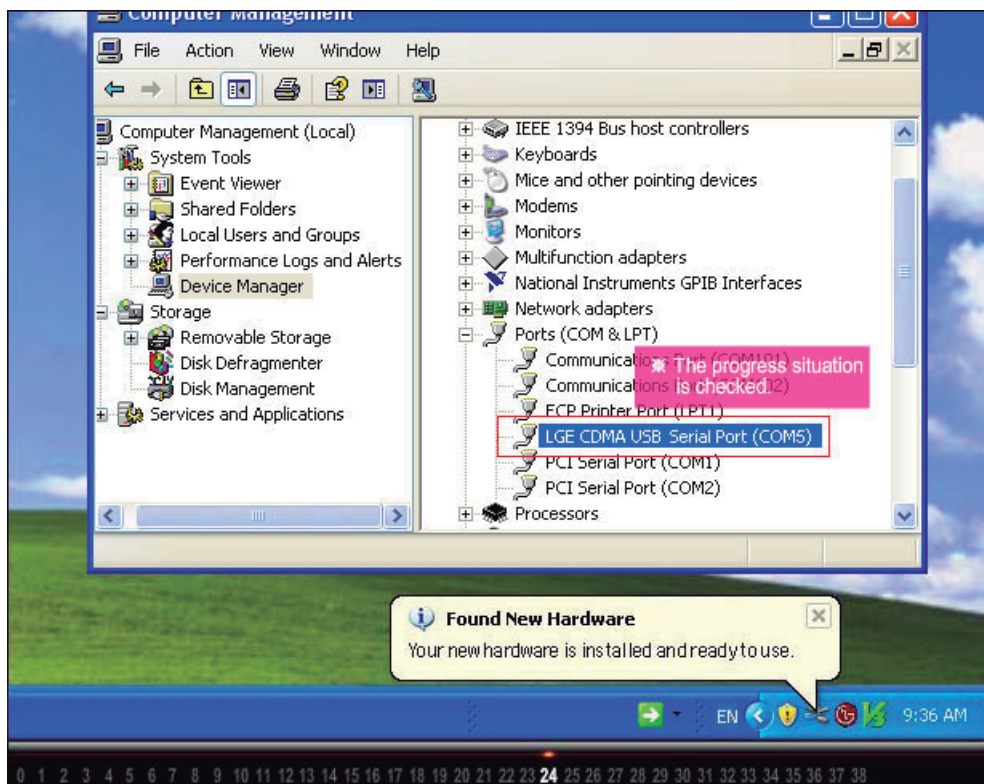 Computer Management
File Action View Window Help
Computer Management (Local)
System Tools
Event Viewer
Shared Folders
Local Users and Groups
Performance Logs and Alerts
Device Manager
Storage
Removable Storage
Disk Defragmenter
Disk Management
Services and Applications
IEEE 1394 Bus host controllers
Keyboards
Mice and other pointing devices
Modems
Monitors
Multifunction adapters
National Instruments GPIB Interfaces
Network adapters
Ports (COM & LPT)
Communications Port (COM101)
※ The progress situation
is checked.
Communications
ECP Printer Port (LPT1)
LGE CDMA USB Serial Port (COM5)
PCI Serial Port (COM1)
PCI Serial Port (COM2)
Processors
Found New Hardware
Your new hardware is installed and ready to use.
EN 9:36 AM
0 1 2 3 4 5 6 7 8 9 10 11 12 13 14 15 16 17 18 19 20 21 22 23 24 25 26 27 28 29 30 31 32 33 34 35 36 37 38